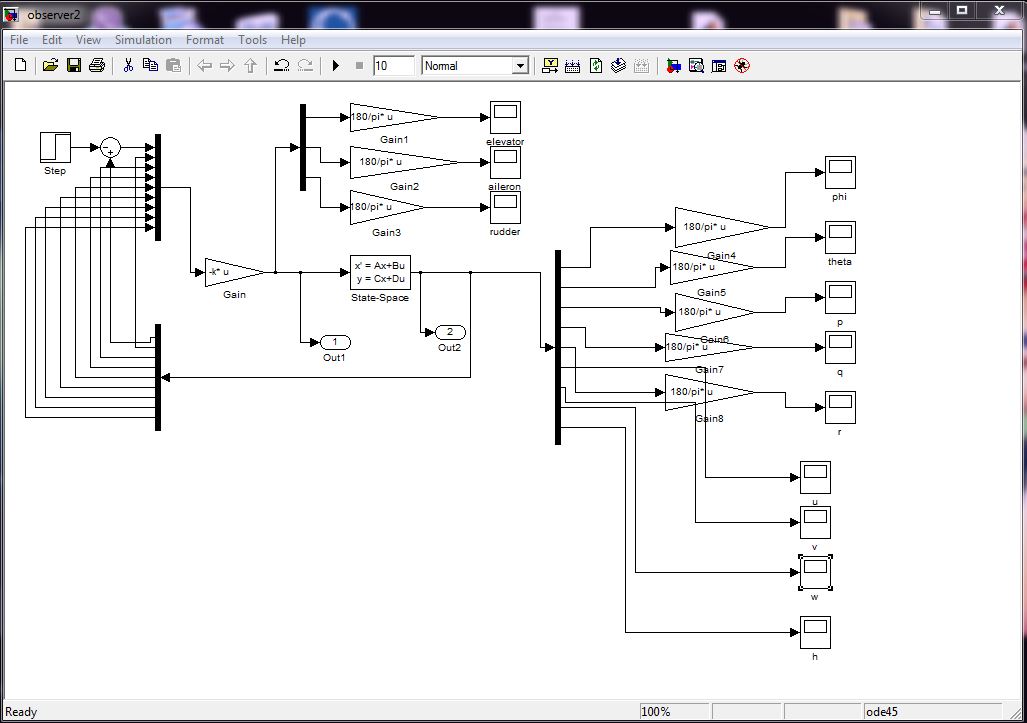 observer2
File Edit View Simulation Format Tools Help
10 Normal
Step
-
+
-k* u
Gain
180/pi* u
Gain1
elevator
180/pi* u
Gain2
aileron
180/pi* u
Gain3
rudder
x' = Ax+Bu
y = Cx+Du
State-Space
1
Out1
2
Out2
180/pi* u
Gain4
phi
180/pi* u
Gain5
theta
180/pi* u
Gain6
p
180/pi* u
Gain7
q
180/pi* u
Gain8
r
u
v
w
h
Ready 100% ode45